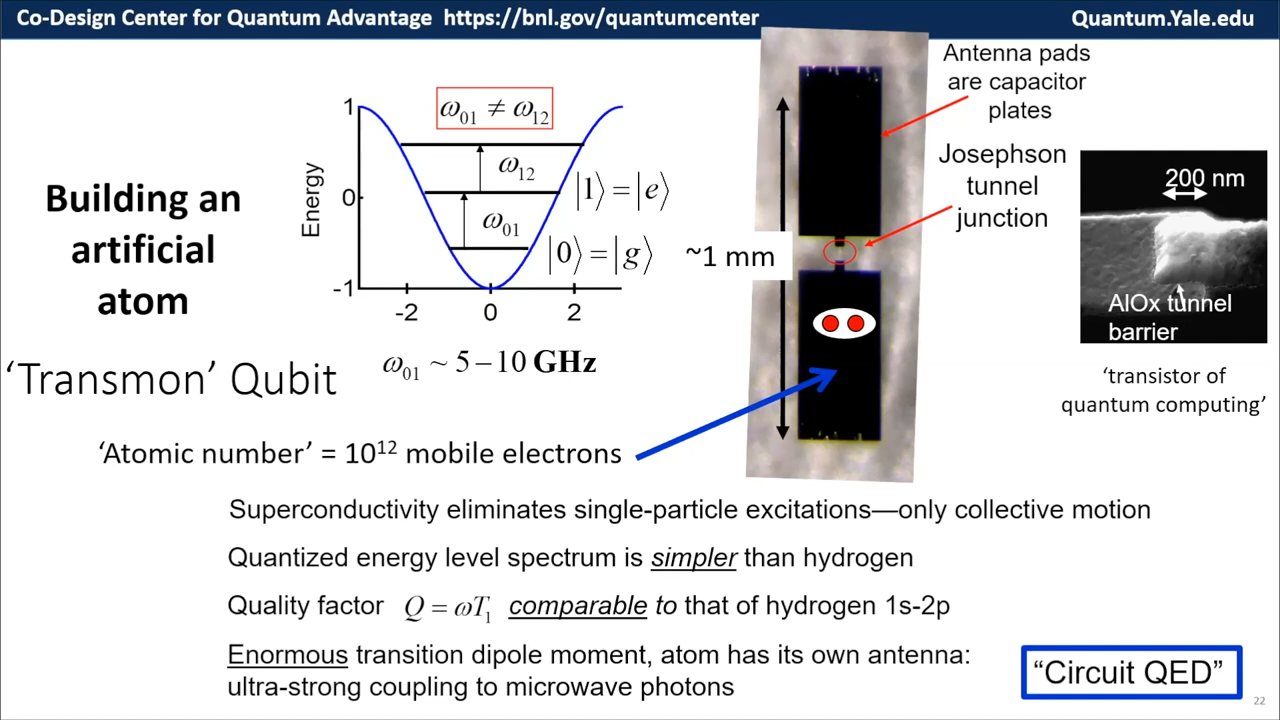 Co-Design Center for Quantum Advantage https://bnl.gov/quantumcenter
Quantum.Yale.edu
Building an
artificial
atom
'Transmon' Qubit
Energy
1
0
-1
-2
0
2
ω₀₁ ≠ ω₁₂
ω₁₂
ω₀₁
|1⟩ = |e⟩
|0⟩ = |g⟩
ω₀₁ ~ 5 – 10 GHz
~1 mm
Antenna pads
are capacitor
plates
Josephson
tunnel
junction
200 nm
AlOx tunnel
barrier
'transistor of
quantum computing'
'Atomic number' = 10¹² mobile electrons
Superconductivity eliminates single-particle excitations—only collective motion
Quantized energy level spectrum is simpler than hydrogen
Quality factor Q = ωT₁ comparable to that of hydrogen 1s-2p
Enormous transition dipole moment, atom has its own antenna:
ultra-strong coupling to microwave photons
"Circuit QED"
22